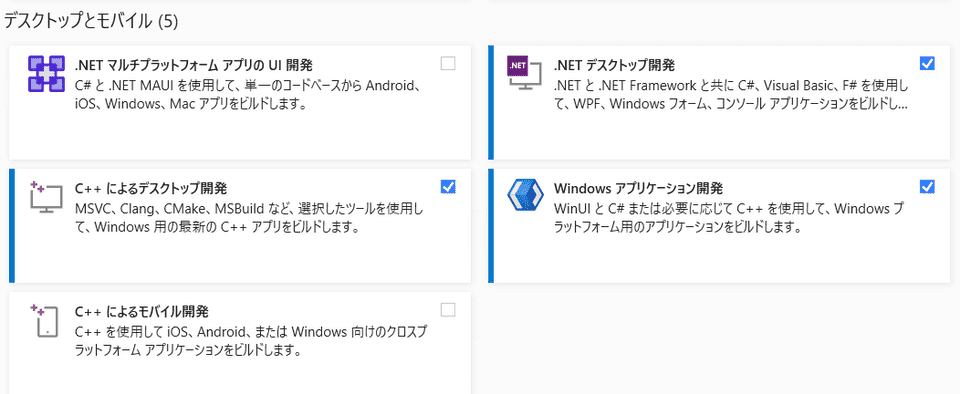 デスクトップとモバイル (5)
.NET マルチプラットフォーム アプリの UI 開発
C# と .NET MAUI を使用して、単一のコードベースから Android、
iOS、Windows、Mac アプリをビルドします。
.NET
.NET デスクトップ開発
.NET と .NET Framework と共に C#、Visual Basic、F# を使用し
て、WPF、Windows フォーム、コンソール アプリケーションをビルドし...
C++ によるデスクトップ開発
MSVC、Clang、CMake、MSBuild など、選択したツールを使用し
て、Windows 用の最新の C++ アプリをビルドします。
Windows アプリケーション開発
WinUI と C# または必要に応じて C++ を使用して、Windows プ
ラットフォーム用のアプリケーションをビルドします。
C++ によるモバイル開発
C++ を使用して iOS、Android、または Windows 向けのクロスプ
ラットフォーム アプリケーションをビルドします。